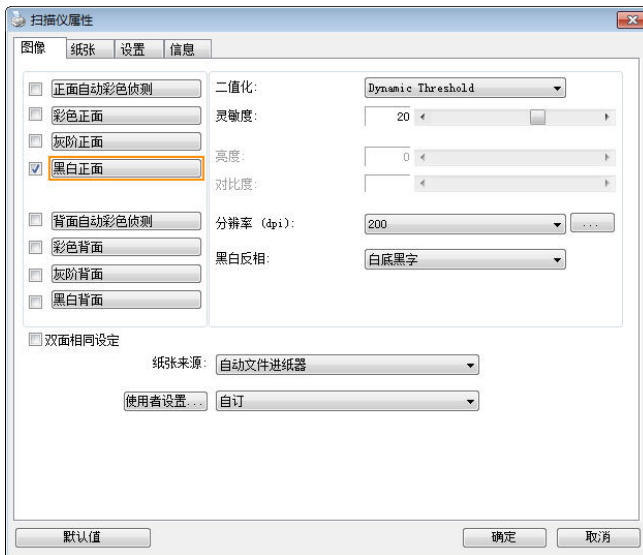 扫描仪属性
图像 纸张 设置 信息
正面自动彩色侦测
彩色正面
灰阶正面
黑白正面
背面自动彩色侦测
彩色背面
灰阶背面
黑白背面
二值化: Dynamic Threshold
灵敏度: 20
亮度: 0
对比度:
分辨率 (dpi): 200 ...
黑白反相: 白底黑字
双面相同设定
纸张来源: 自动文件进纸器
使用者设置... 自订
默认值 确定 取消